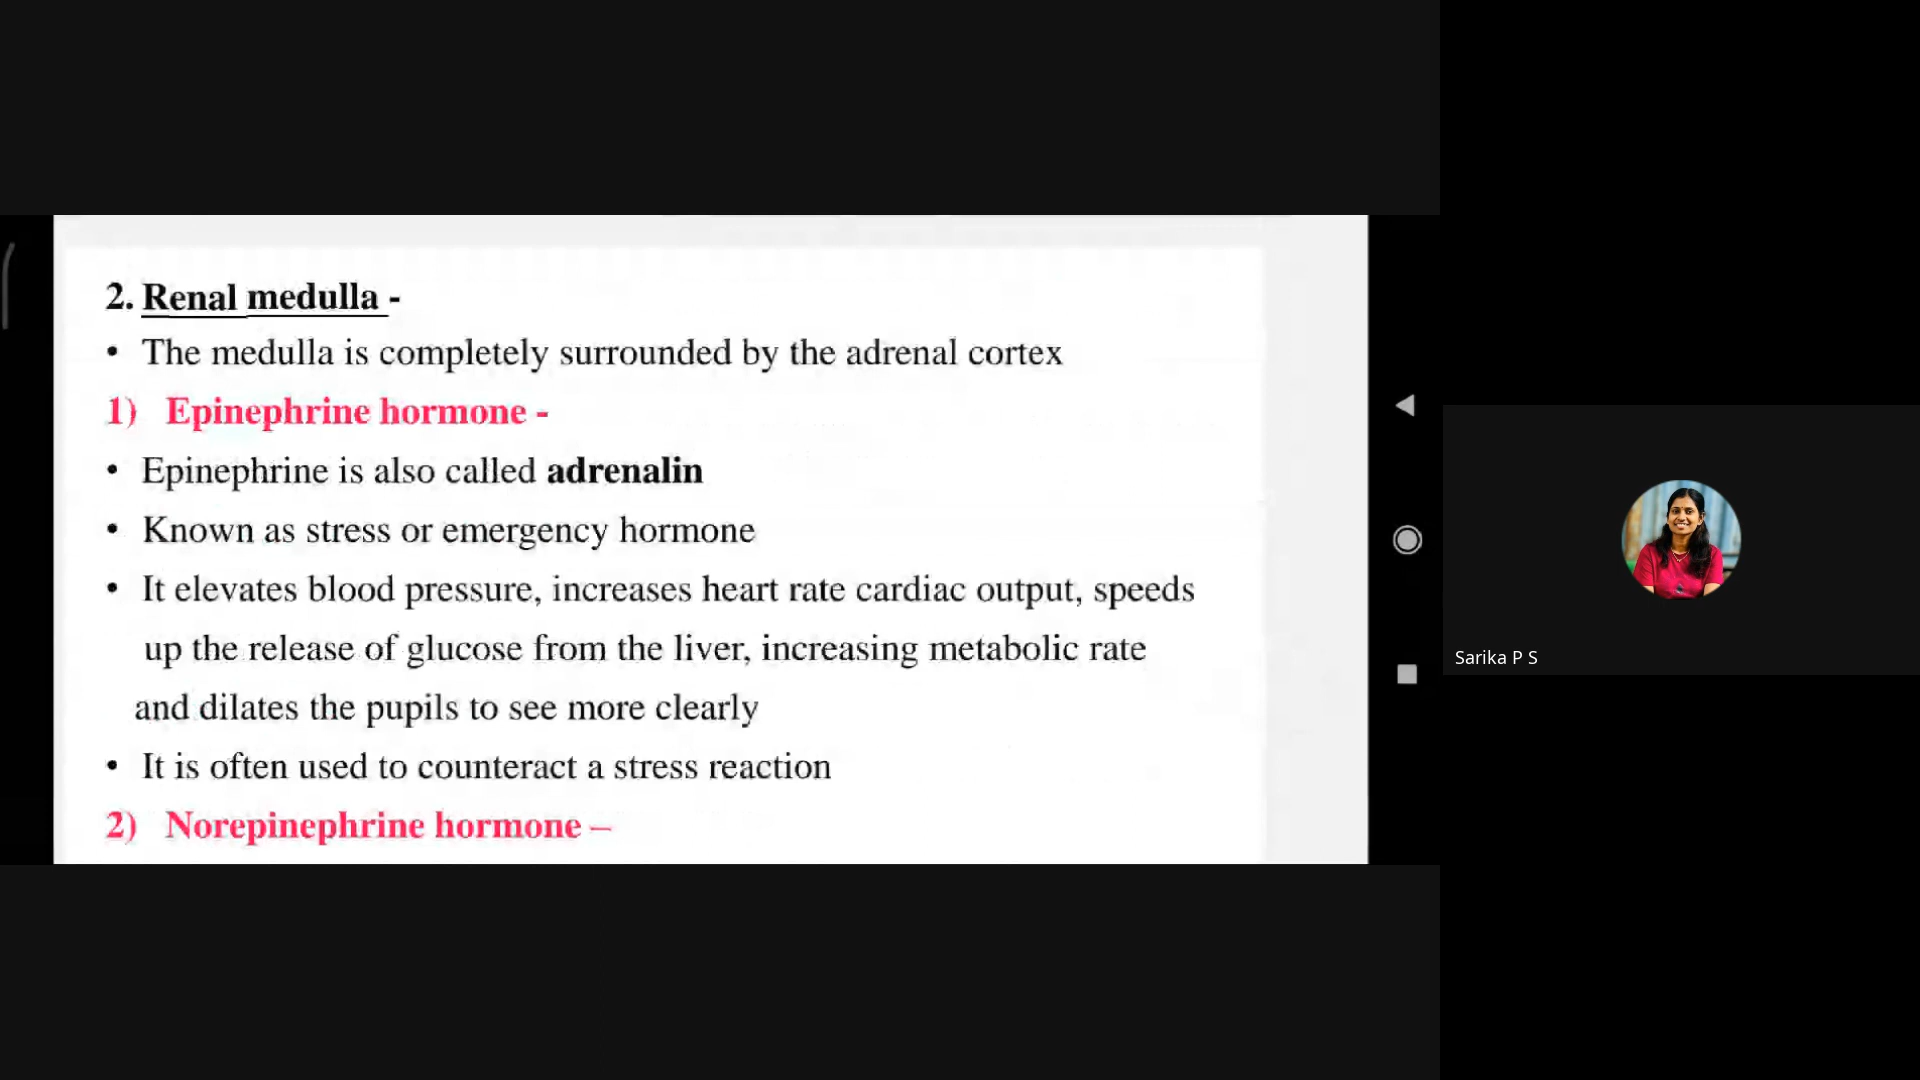 2. Renal medulla -
• The medulla is completely surrounded by the adrenal cortex
1) Epinephrine hormone -
• Epinephrine is also called adrenalin
• Known as stress or emergency hormone
• It elevates blood pressure, increases heart rate cardiac output, speeds
up the release of glucose from the liver, increasing metabolic rate
and dilates the pupils to see more clearly
• It is often used to counteract a stress reaction
2) Norepinephrine hormone –
Sarika P S